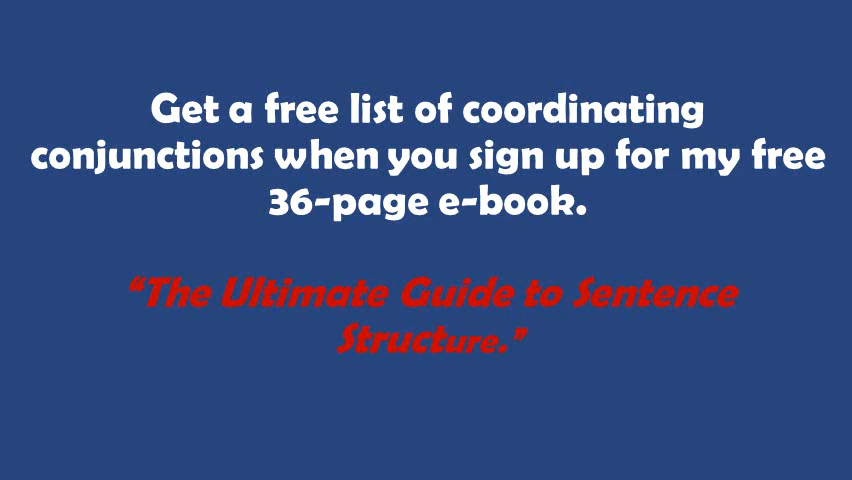 Get a free list of coordinating
conjunctions when you sign up for my free
36-page e-book.
“The Ultimate Guide to Sentence
Structure.”